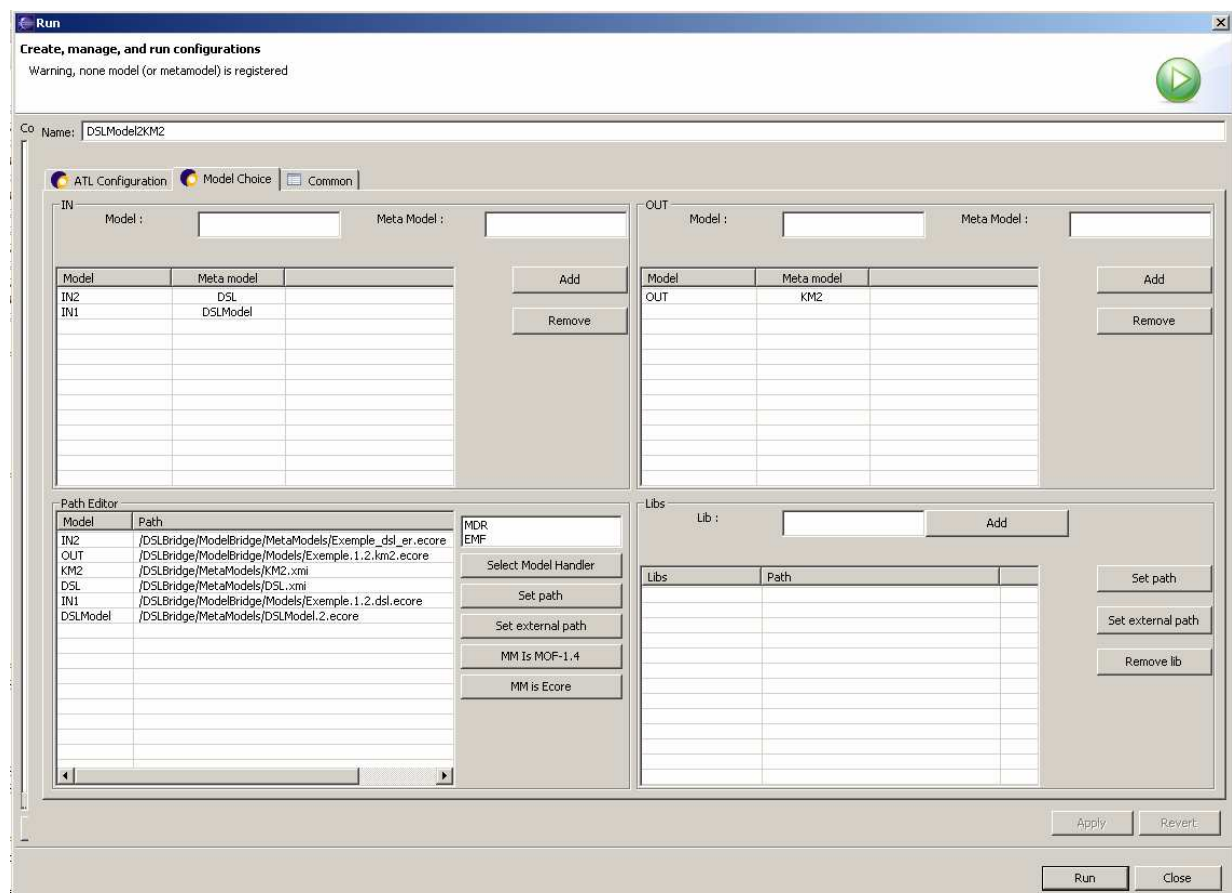 Run
Create, manage, and run configurations
Warning, none model (or metamodel) is registered
Co
Name: DSLModel2KM2
ATL Configuration Model Choice Common
IN
Model : Meta Model :
Model Meta model
IN2 DSL
IN1 DSLModel
Add
Remove
OUT
Model : Meta Model :
Model Meta model
OUT KM2
Add
Remove
Path Editor
Model Path
IN2 /DSLBridge/ModelBridge/MetaModels/Exemple_dsl_er.ecore
OUT /DSLBridge/ModelBridge/Models/Exemple.1.2.km2.ecore
KM2 /DSLBridge/MetaModels/KM2.xmi
DSL /DSLBridge/MetaModels/DSL.xmi
IN1 /DSLBridge/ModelBridge/Models/Exemple.1.2.dsl.ecore
DSLModel /DSLBridge/MetaModels/DSLModel.2.ecore
MDR
EMF
Select Model Handler
Set path
Set external path
MM Is MOF-1.4
MM is Ecore
Libs
Lib : Add
Libs Path
Set path
Set external path
Remove lib
Apply Revert
Run Close